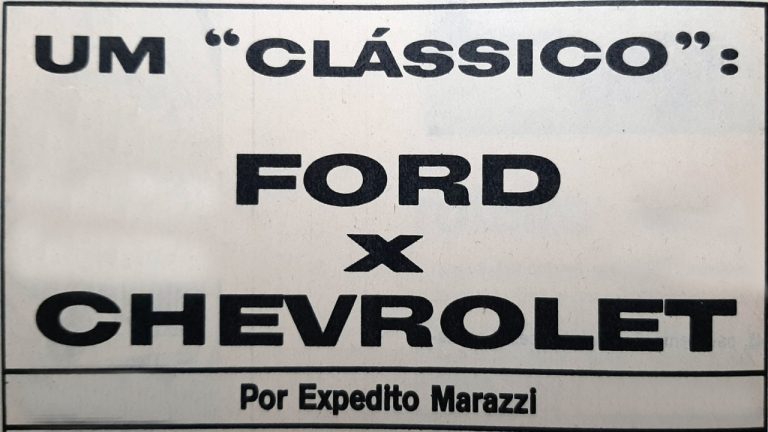 UM “CLÁSSICO”:
FORD
X
CHEVROLET
Por Expedito Marazzi